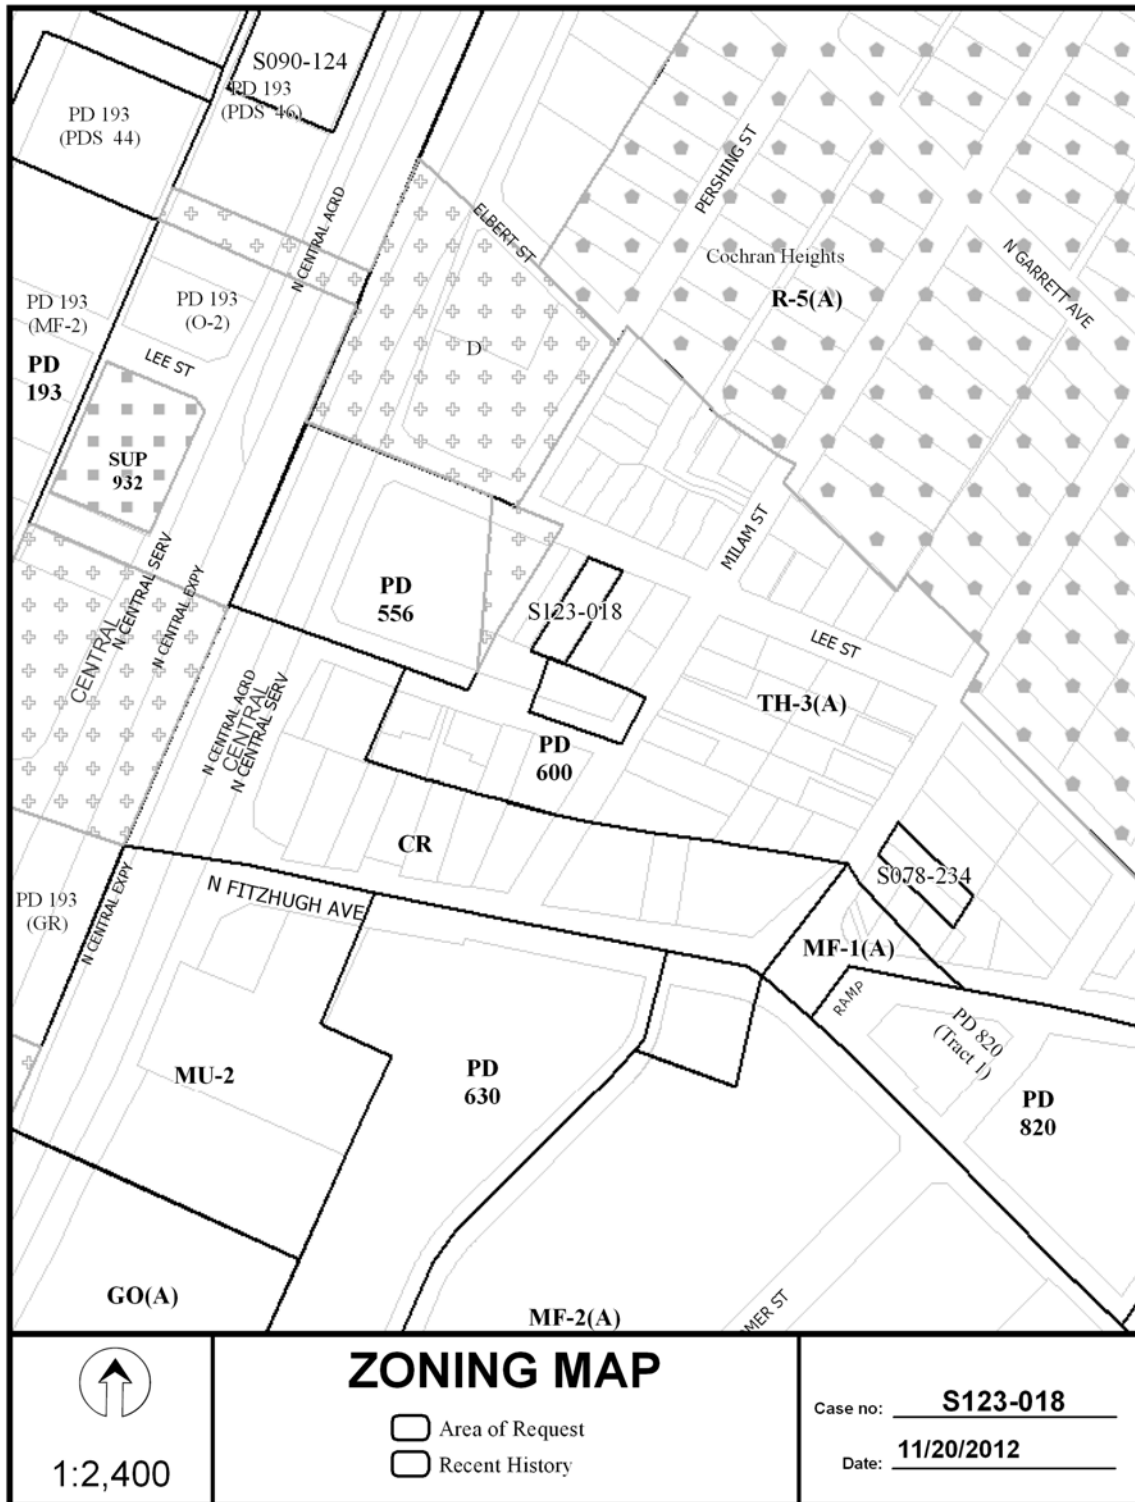 S090-124
PD 193
(PDS 46)
PD 193
(PDS 44)
N CENTRAL ACRD
ELBERT ST
PERSHING ST
Cochran Heights
R-5(A)
N GARRETT AVE
PD 193
(MF-2)
PD 193
(O-2)
LEE ST
PD
193
D
SUP
932
MILAM ST
PD
556
S123-018
LEE ST
CENTRAL
N CENTRAL SERV
N CENTRAL EXPY
N CENTRAL ACRD
CENTRAL
N CENTRAL SERV
TH-3(A)
PD
600
CR
S078-234
N FITZHUGH AVE
PD 193
(GR)
N CENTRAL EXPY
MF-1(A)
RAMP
PD 820
(Tract 1)
MU-2
PD
630
PD
820
GO(A)
MF-2(A)
OMER ST
1:2,400
ZONING MAP
Area of Request
Recent History
Case no: S123-018
Date: 11/20/2012